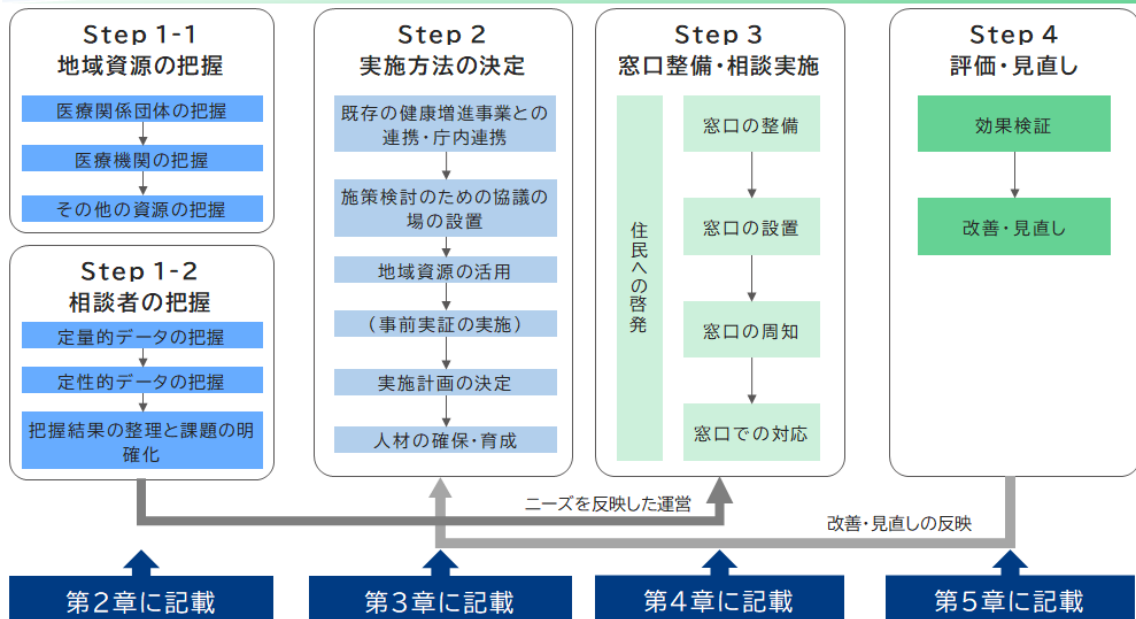 Step 1-1
地域資源の把握
医療関係団体の把握
医療機関の把握
その他の資源の把握
Step 1-2
相談者の把握
定量的データの把握
定性的データの把握
把握結果の整理と課題の明
確化
Step 2
実施方法の決定
既存の健康増進事業との
連携・庁内連携
施策検討のための協議の
場の設置
地域資源の活用
（事前実証の実施）
実施計画の決定
人材の確保・育成
Step 3
窓口整備・相談実施
住民への啓発
窓口の整備
窓口の設置
窓口の周知
窓口での対応
Step 4
評価・見直し
効果検証
改善・見直し
ニーズを反映した運営
改善・見直しの反映
第2章に記載
第3章に記載
第4章に記載
第5章に記載